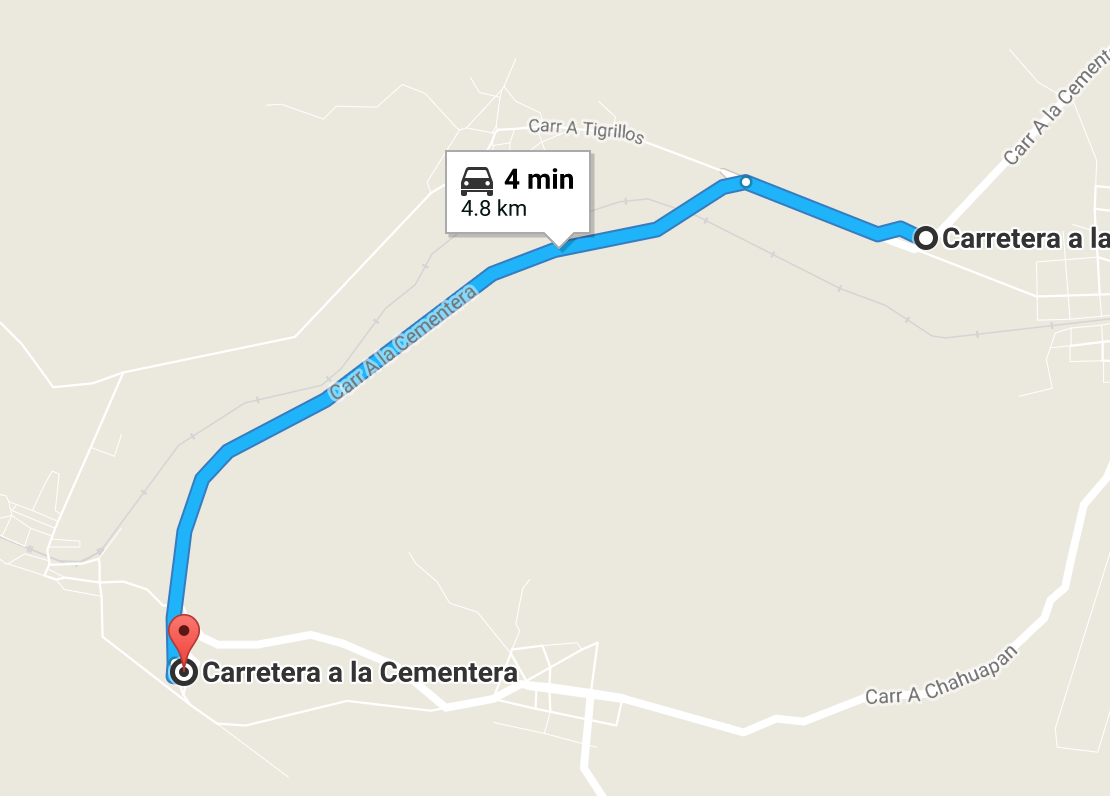 Carr A la Cement
Carr A Tigrillos
4 min
4.8 km
Carretera a la
Carr A la Cementera
Carretera a la Cementera
Carr A Chahuapan